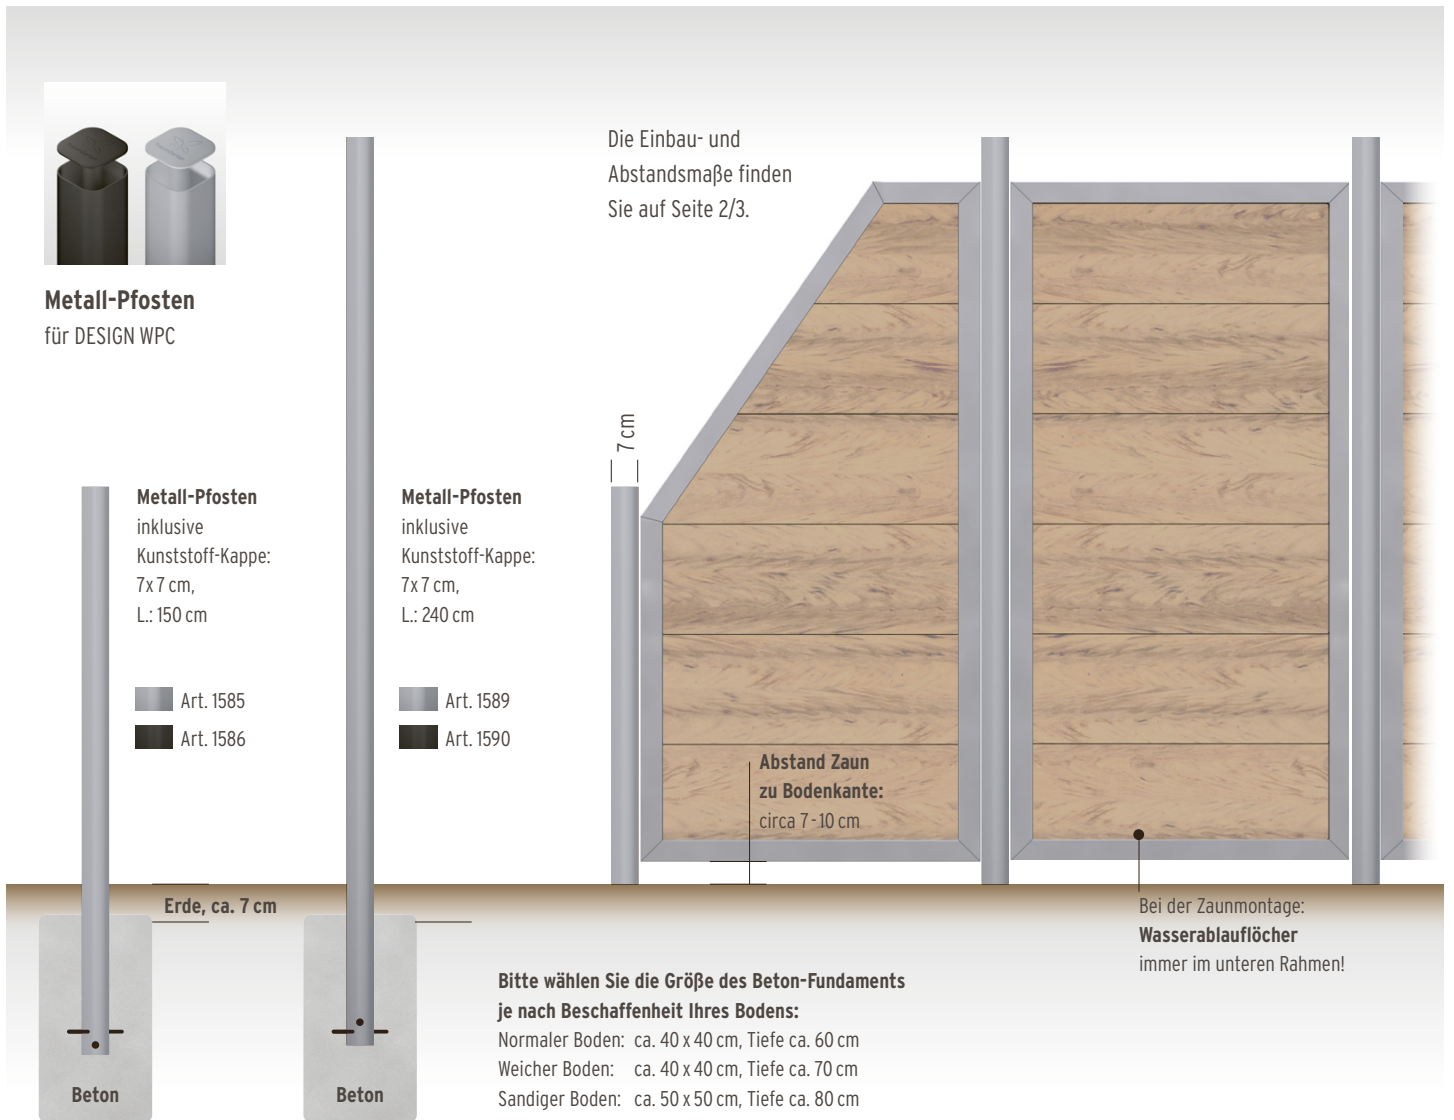 Metall-Pfosten
für DESIGN WPC
Die Einbau- und
Abstandsmaße finden
Sie auf Seite 2/3.
Metall-Pfosten
inklusive
Kunststoff-Kappe:
7x 7 cm,
L.: 150 cm
Art. 1585
Art. 1586
Metall-Pfosten
inklusive
Kunststoff-Kappe:
7x 7 cm,
L.: 240 cm
Art. 1589
Art. 1590
7 cm
Abstand Zaun
zu Bodenkante:
circa 7 - 10 cm
Erde, ca. 7 cm
Beton
Beton
Bei der Zaunmontage:
Wasserablauflöcher
immer im unteren Rahmen!
Bitte wählen Sie die Größe des Beton-Fundaments
je nach Beschaffenheit Ihres Bodens:
Normaler Boden: ca. 40 x 40 cm, Tiefe ca. 60 cm
Weicher Boden: ca. 40 x 40 cm, Tiefe ca. 70 cm
Sandiger Boden: ca. 50 x 50 cm, Tiefe ca. 80 cm